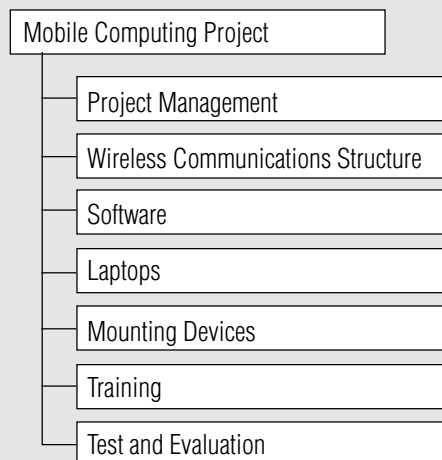 Mobile Computing Project
Project Management
Wireless Communications Structure
Software
Laptops
Mounting Devices
Training
Test and Evaluation